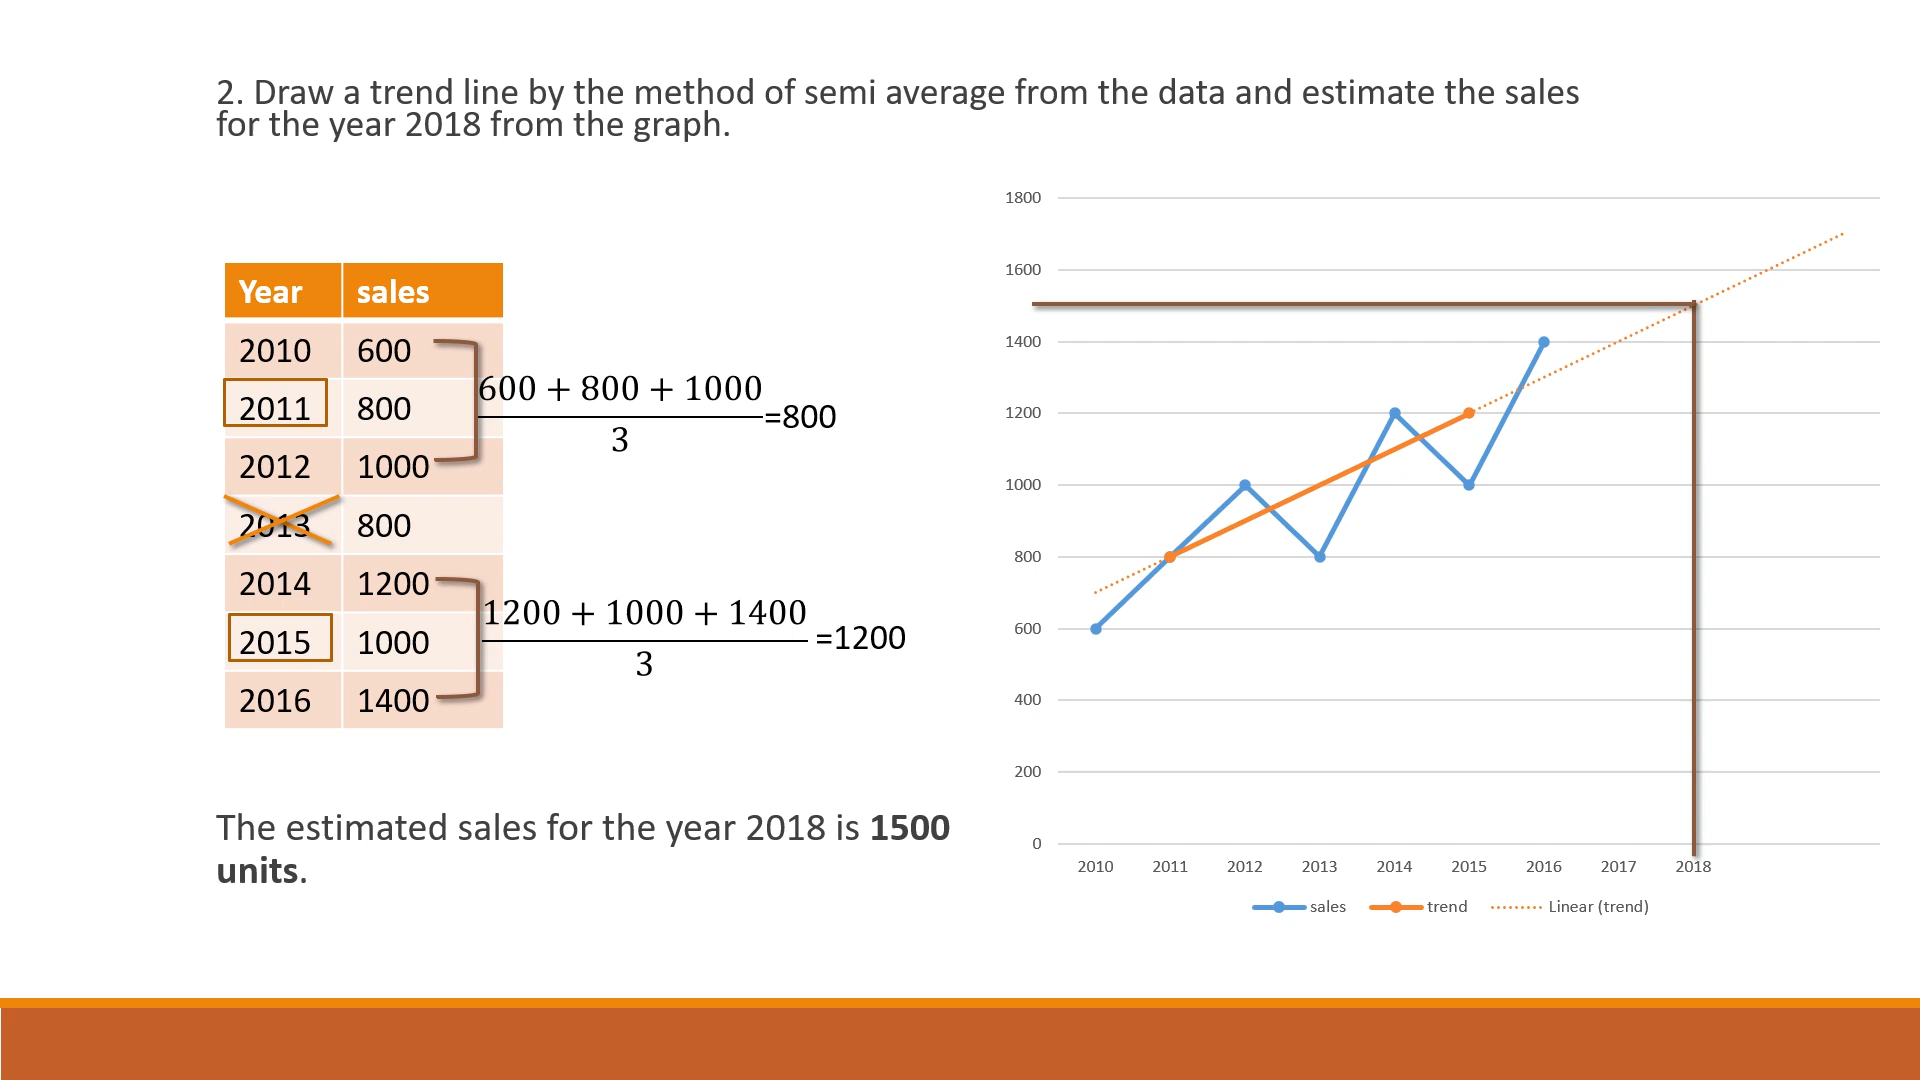 2. Draw a trend line by the method of semi average from the data and estimate the sales
for the year 2018 from the graph.
Year sales
2010 600
2011 800
2012 1000
2013 800
2014 1200
2015 1000
2016 1400
600 + 800 + 1000
3
=800
1200 + 1000 + 1400
3
=1200
The estimated sales for the year 2018 is 1500
units.
1800
1600
1400
1200
1000
800
600
400
200
0
2010 2011 2012 2013 2014 2015 2016 2017 2018
sales trend Linear (trend)